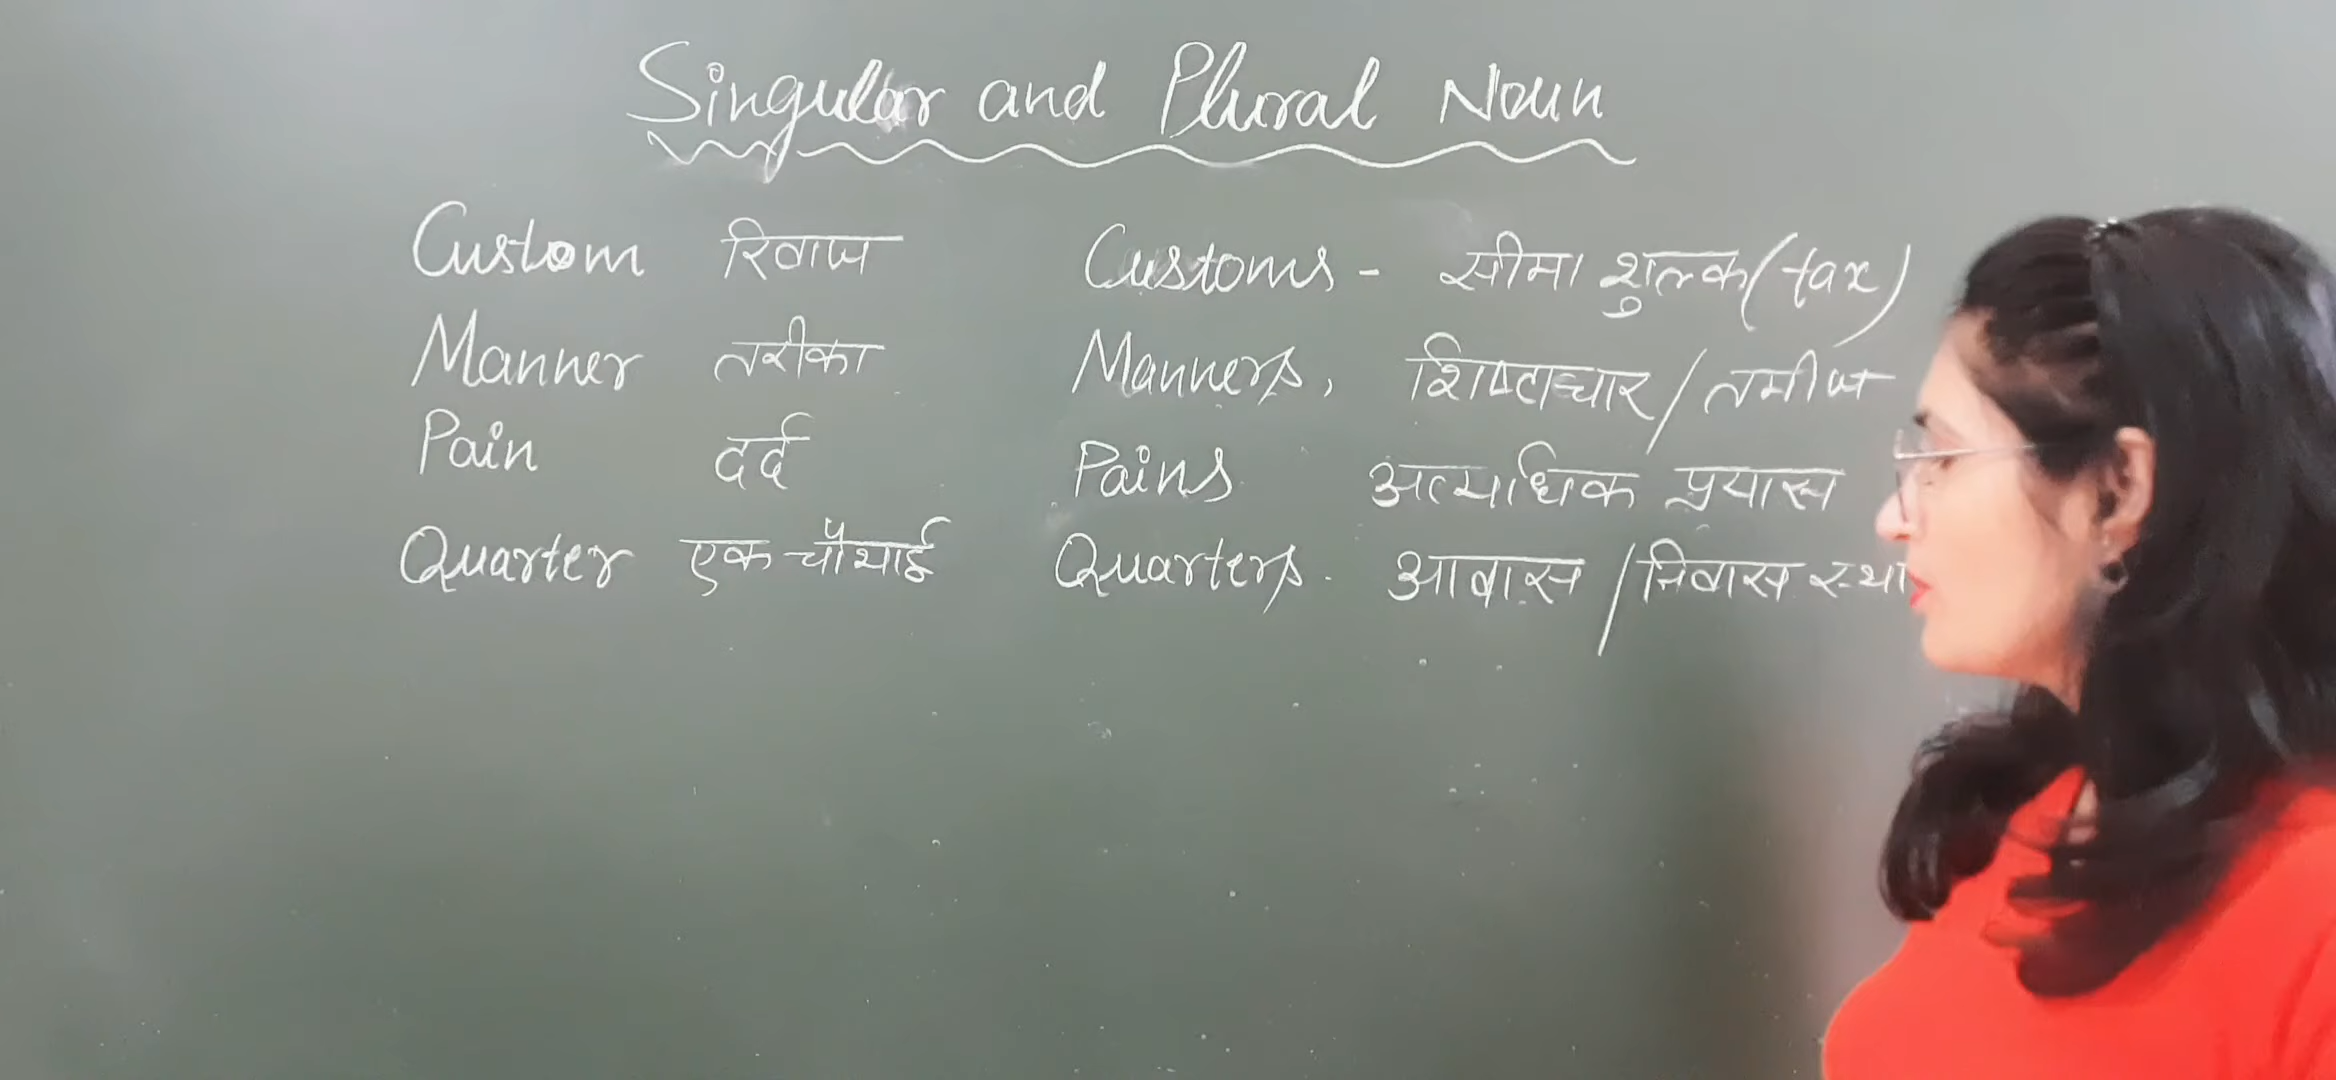 Singular and Plural Noun
Custom रिवाज Customs - सीमा शुल्क (tax)
Manner तरीका Manners, शिष्टाचार / तमीज
Pain दर्द Pains अत्याधिक प्रयास
Quarter एक चौथाई Quarters. आवास / निवास स्था